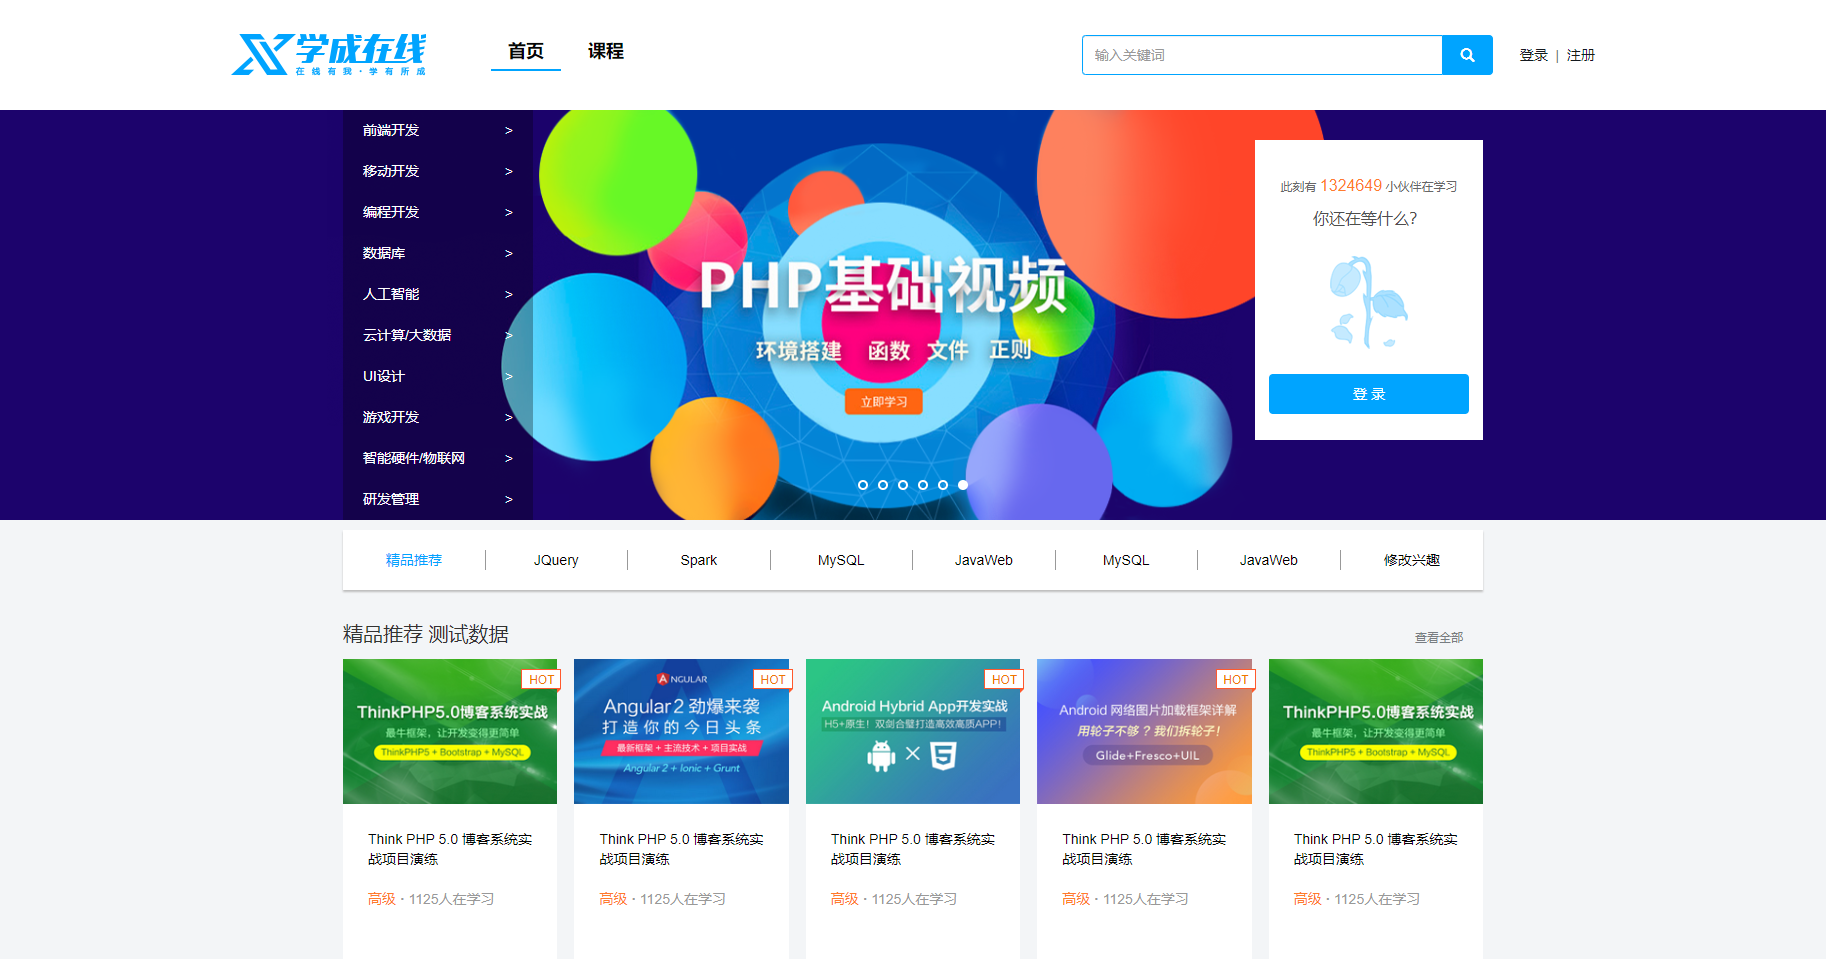 学成在线
在线有我·学有所成
首页 课程
输入关键词
登录 | 注册
前端开发 >
移动开发 >
编程开发 >
数据库 >
人工智能 >
云计算/大数据 >
UI设计 >
游戏开发 >
智能硬件/物联网 >
研发管理 >
PHP基础视频
环境搭建 函数 文件 正则
立即学习
此刻有 1324649 小伙伴在学习
你还在等什么?
登 录
精品推荐 JQuery Spark MySQL JavaWeb MySQL JavaWeb 修改兴趣
精品推荐 测试数据
查看全部
HOT
ThinkPHP5.0博客系统实战
最牛框架，让开发变得更简单
ThinkPHP5 + Bootstrap + MySQL
Think PHP 5.0 博客系统实
战项目演练
高级 · 1125人在学习
HOT
ANGULAR
Angular2 劲爆来袭
打造你的今日头条
最新框架 + 主流技术 + 项目实战
Angular 2 + Ionic + Grunt
Think PHP 5.0 博客系统实
战项目演练
高级 · 1125人在学习
HOT
Android Hybrid App开发实战
H5+原生！双剑合璧打造高效高质APP！
Think PHP 5.0 博客系统实
战项目演练
高级 · 1125人在学习
HOT
Android 网络图片加载框架详解
用轮子不够？我们拆轮子！
Glide+Fresco+UIL
Think PHP 5.0 博客系统实
战项目演练
高级 · 1125人在学习
ThinkPHP5.0博客系统实战
最牛框架，让开发变得更简单
ThinkPHP5 + Bootstrap + MySQL
Think PHP 5.0 博客系统实
战项目演练
高级 · 1125人在学习